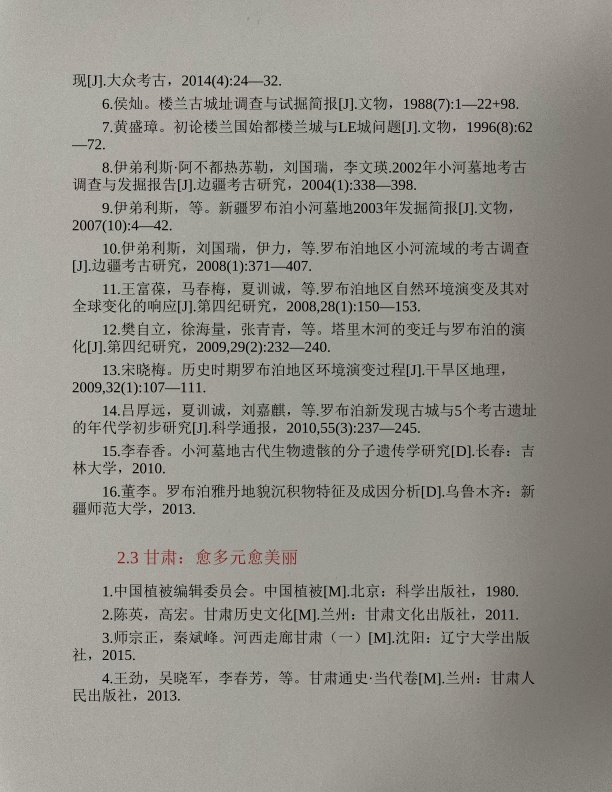 现[J].大众考古，2014(4):24—32.
6.侯灿。楼兰古城址调查与试掘简报[J].文物，1988(7):1—22+98.
7.黄盛璋。初论楼兰国始都楼兰城与LE城问题[J].文物，1996(8):62
—72.
8.伊弟利斯·阿不都热苏勒，刘国瑞，李文瑛.2002年小河墓地考古
调查与发掘报告[J].边疆考古研究，2004(1):338—398.
9.伊弟利斯，等。新疆罗布泊小河墓地2003年发掘简报[J].文物，
2007(10):4—42.
10.伊弟利斯，刘国瑞，伊力，等.罗布泊地区小河流域的考古调查
[J].边疆考古研究，2008(1):371—407.
11.王富葆，马春梅，夏训诚，等.罗布泊地区自然环境演变及其对
全球变化的响应[J].第四纪研究，2008,28(1):150—153.
12.樊自立，徐海量，张青青，等。塔里木河的变迁与罗布泊的演
化[J].第四纪研究，2009,29(2):232—240.
13.宋晓梅。历史时期罗布泊地区环境演变过程[J].干旱区地理，
2009,32(1):107—111.
14.吕厚远，夏训诚，刘嘉麒，等.罗布泊新发现古城与5个考古遗址
的年代学初步研究[J].科学通报，2010,55(3):237—245.
15.李春香。小河墓地古代生物遗骸的分子遗传学研究[D].长春：吉
林大学，2010.
16.董李。罗布泊雅丹地貌沉积物特征及成因分析[D].乌鲁木齐：新
疆师范大学，2013.
2.3 甘肃：愈多元愈美丽
1.中国植被编辑委员会。中国植被[M].北京：科学出版社，1980.
2.陈英，高宏。甘肃历史文化[M].兰州：甘肃文化出版社，2011.
3.师宗正，秦斌峰。河西走廊甘肃（一）[M].沈阳：辽宁大学出版
社，2015.
4.王劲，吴晓军，李春芳，等。甘肃通史·当代卷[M].兰州：甘肃人
民出版社，2013.